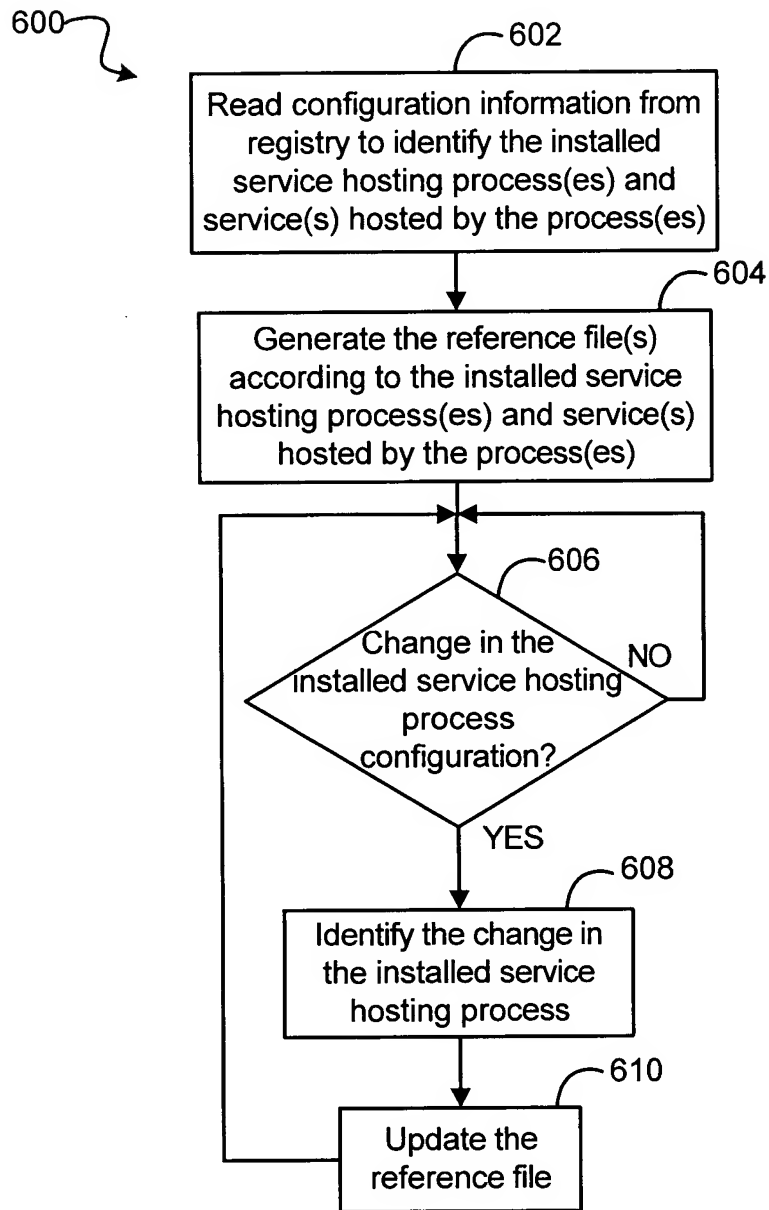 600
602
Read configuration information from
registry to identify the installed
service hosting process(es) and
service(s) hosted by the process(es)
604
Generate the reference file(s)
according to the installed service
hosting process(es) and service(s)
hosted by the process(es)
606
Change in the
installed service hosting
process
configuration?
NO
YES
608
Identify the change in
the installed service
hosting process
610
Update the
reference file